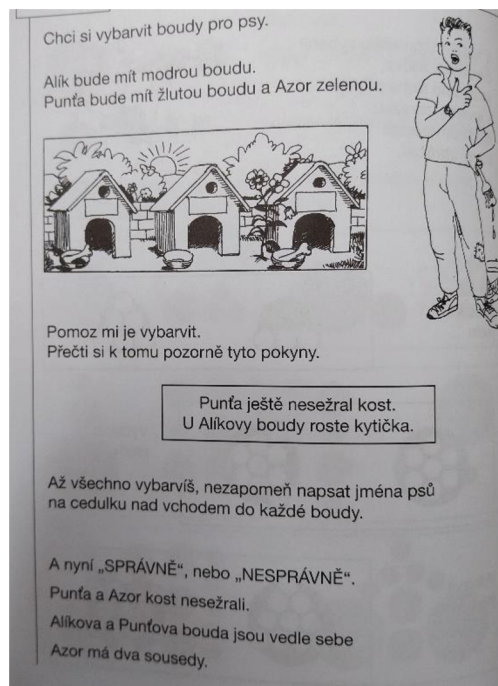 Chci si vybarvit boudy pro psy.
Alík bude mít modrou boudu.
Punťa bude mít žlutou boudu a Azor zelenou.
Pomoz mi je vybarvit.
Přečti si k tomu pozorně tyto pokyny.
Punťa ještě nesežral kost.
U Alíkovy boudy roste kytička.
Až všechno vybarvíš, nezapomeň napsat jména psů
na cedulku nad vchodem do každé boudy.
A nyní „SPRÁVNĚ“, nebo „NESPRÁVNĚ“.
Punťa a Azor kost nesežrali.
Alíkova a Punťova bouda jsou vedle sebe
Azor má dva sousedy.